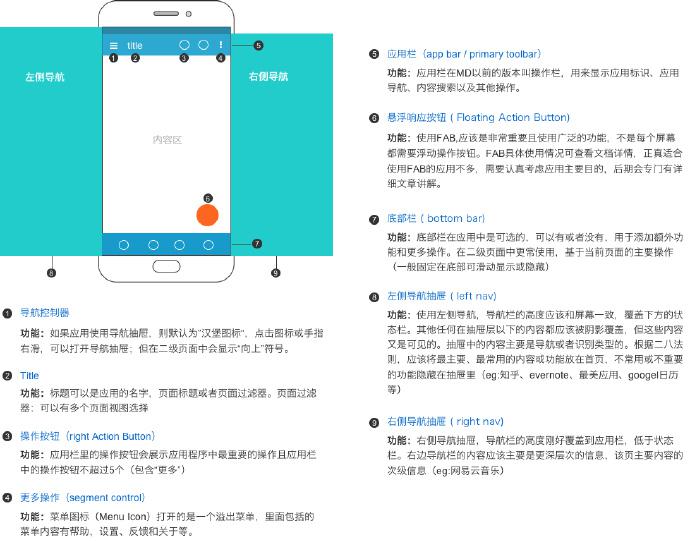 title
❶
❷
❸
❹
❺
左侧导航
右侧导航
内容区
❻
❼
❽
❾
❶ 导航控制器
功能：如果应用使用导航抽屉，则默认为“汉堡图标”，点击图标或手指
右滑，可以打开导航抽屉；但在二级页面中会显示“向上”符号。
❷ Title
功能：标题可以是应用的名字，页面标题或者页面过滤器。页面过滤
器：可以有多个页面视图选择
❸ 操作按钮（right Action Button）
功能：应用栏里的操作按钮会展示应用程序中最重要的操作且应用栏
中的操作按钮不超过5个（包含“更多”）
❹ 更多操作（segment control）
功能：菜单图标（Menu Icon）打开的是一个溢出菜单，里面包括的
菜单内容有帮助、设置、反馈和关于等。
❺ 应用栏（app bar / primary toolbar）
功能：应用栏在MD以前的版本叫操作栏，用来显示应用标识、应用
导航、内容搜索以及其他操作。
❻ 悬浮响应按钮 ( Floating Action Button)
功能：使用FAB,应该是非常重要且使用广泛的功能，不是每个屏幕
都需要浮动操作按钮。FAB具体使用情况可查看文档详情，正真适合
使用FAB的应用不多，需要认真考虑应用主要目的，后期会专门有详
细文章讲解。
❼ 底部栏 ( bottom bar)
功能：底部栏在应用中是可选的，可以有或者没有，用于添加额外功
能和更多操作。在二级页面中更常使用，基于当前页面的主要操作
（一般固定在底部可滑动显示或隐藏）
❽ 左侧导航抽屉 ( left nav)
功能：使用左侧导航，导航栏的高度应该和屏幕一致，覆盖下方的状
态栏。其他任何在抽屉层以下的内容都应该被阴影覆盖，但这些内容
又是可见的。抽屉中的内容主要是导航或者识别类型的。根据二八法
则，应该将最主要、最常用的内容或功能放在首页，不常用或不重要
的功能隐藏在抽屉里（eg:知乎、evernote、最美应用、googel日历
等）
❾ 右侧导航抽屉 ( right nav)
功能：右侧导航抽屉，导航栏的高度刚好覆盖到应用栏，低于状态
栏。右边导航栏的内容应该主要是更深层次的信息，该页主要内容的
次级信息（eg:网易云音乐）